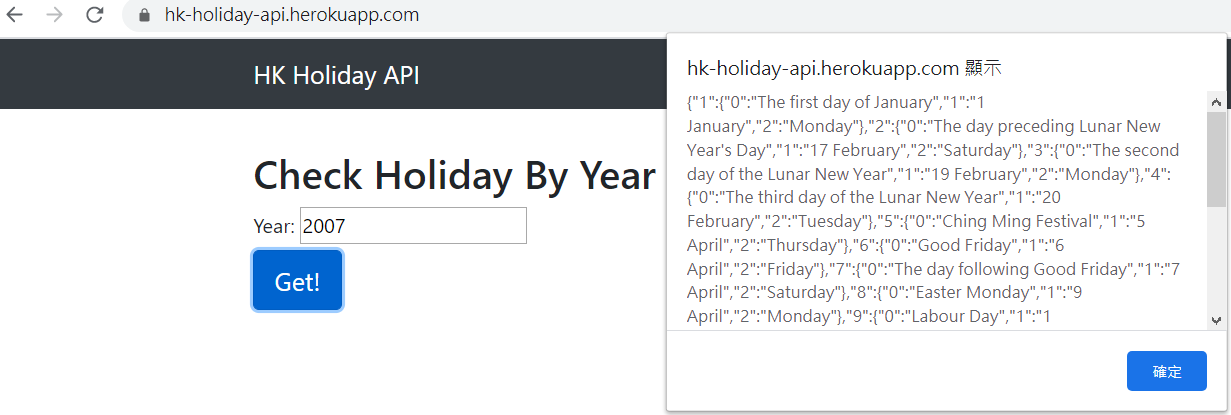 hk-holiday-api.herokuapp.com
HK Holiday API
Check Holiday By Year
Year: 2007
Get!
hk-holiday-api.herokuapp.com 顯示
{"1":{"0":"The first day of January","1":"1
January","2":"Monday"},"2":{"0":"The day preceding Lunar New
Year's Day","1":"17 February","2":"Saturday"},"3":{"0":"The second
day of the Lunar New Year","1":"19 February","2":"Monday"},"4":
{"0":"The third day of the Lunar New Year","1":"20
February","2":"Tuesday"},"5":{"0":"Ching Ming Festival","1":"5
April","2":"Thursday"},"6":{"0":"Good Friday","1":"6
April","2":"Friday"},"7":{"0":"The day following Good Friday","1":"7
April","2":"Saturday"},"8":{"0":"Easter Monday","1":"9
April","2":"Monday"},"9":{"0":"Labour Day","1":"1
確定